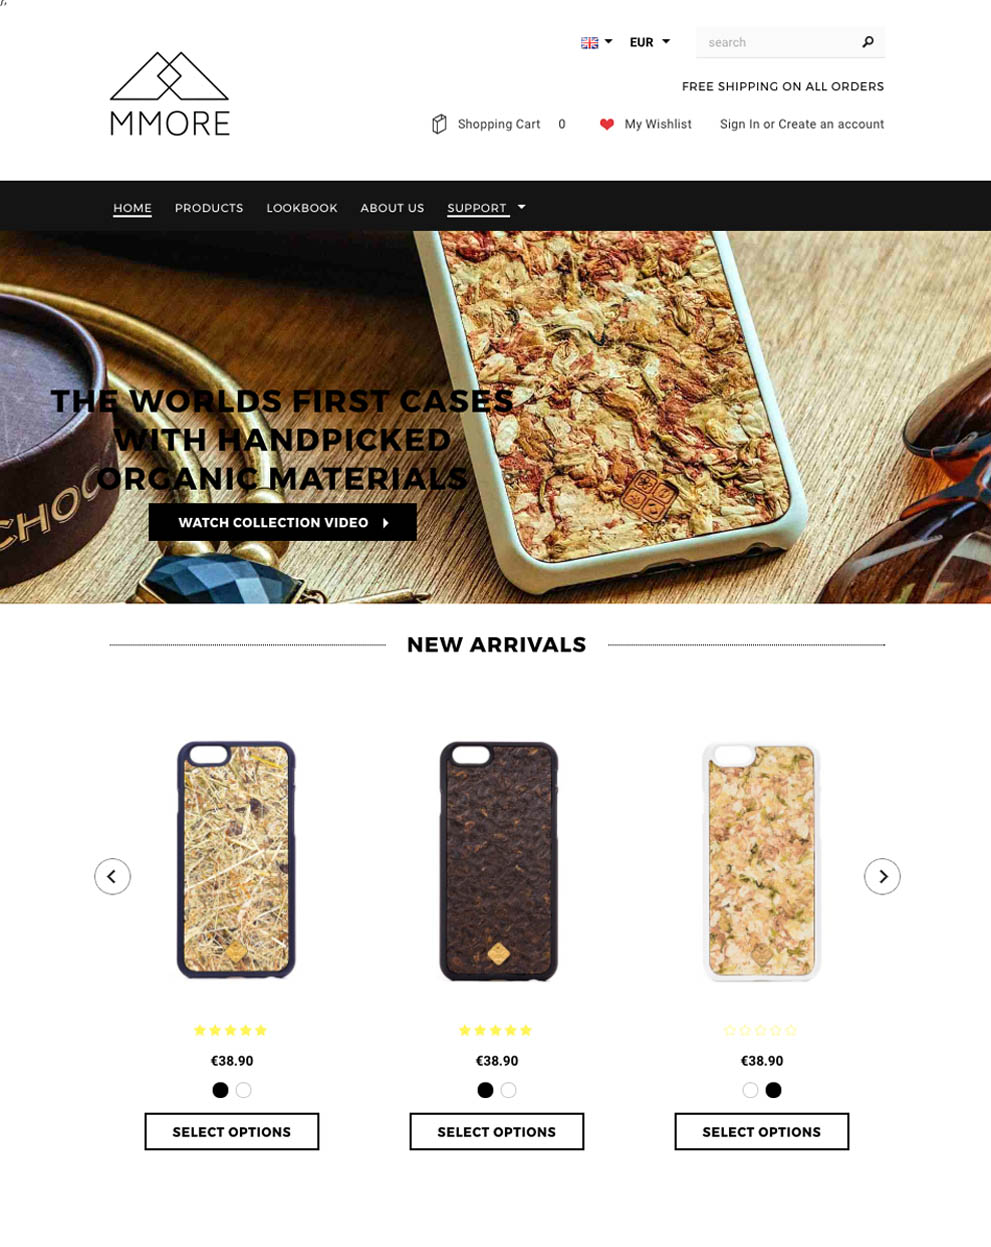 };
EUR
search
FREE SHIPPING ON ALL ORDERS
MMORE
Shopping Cart 0
My Wishlist
Sign In or Create an account
HOME PRODUCTS LOOKBOOK ABOUT US SUPPORT
THE WORLDS FIRST CASES
WITH HANDPICKED
ORGANIC MATERIALS
CHOC
WATCH COLLECTION VIDEO
NEW ARRIVALS
€38.90 €38.90 €38.90
SELECT OPTIONS SELECT OPTIONS SELECT OPTIONS